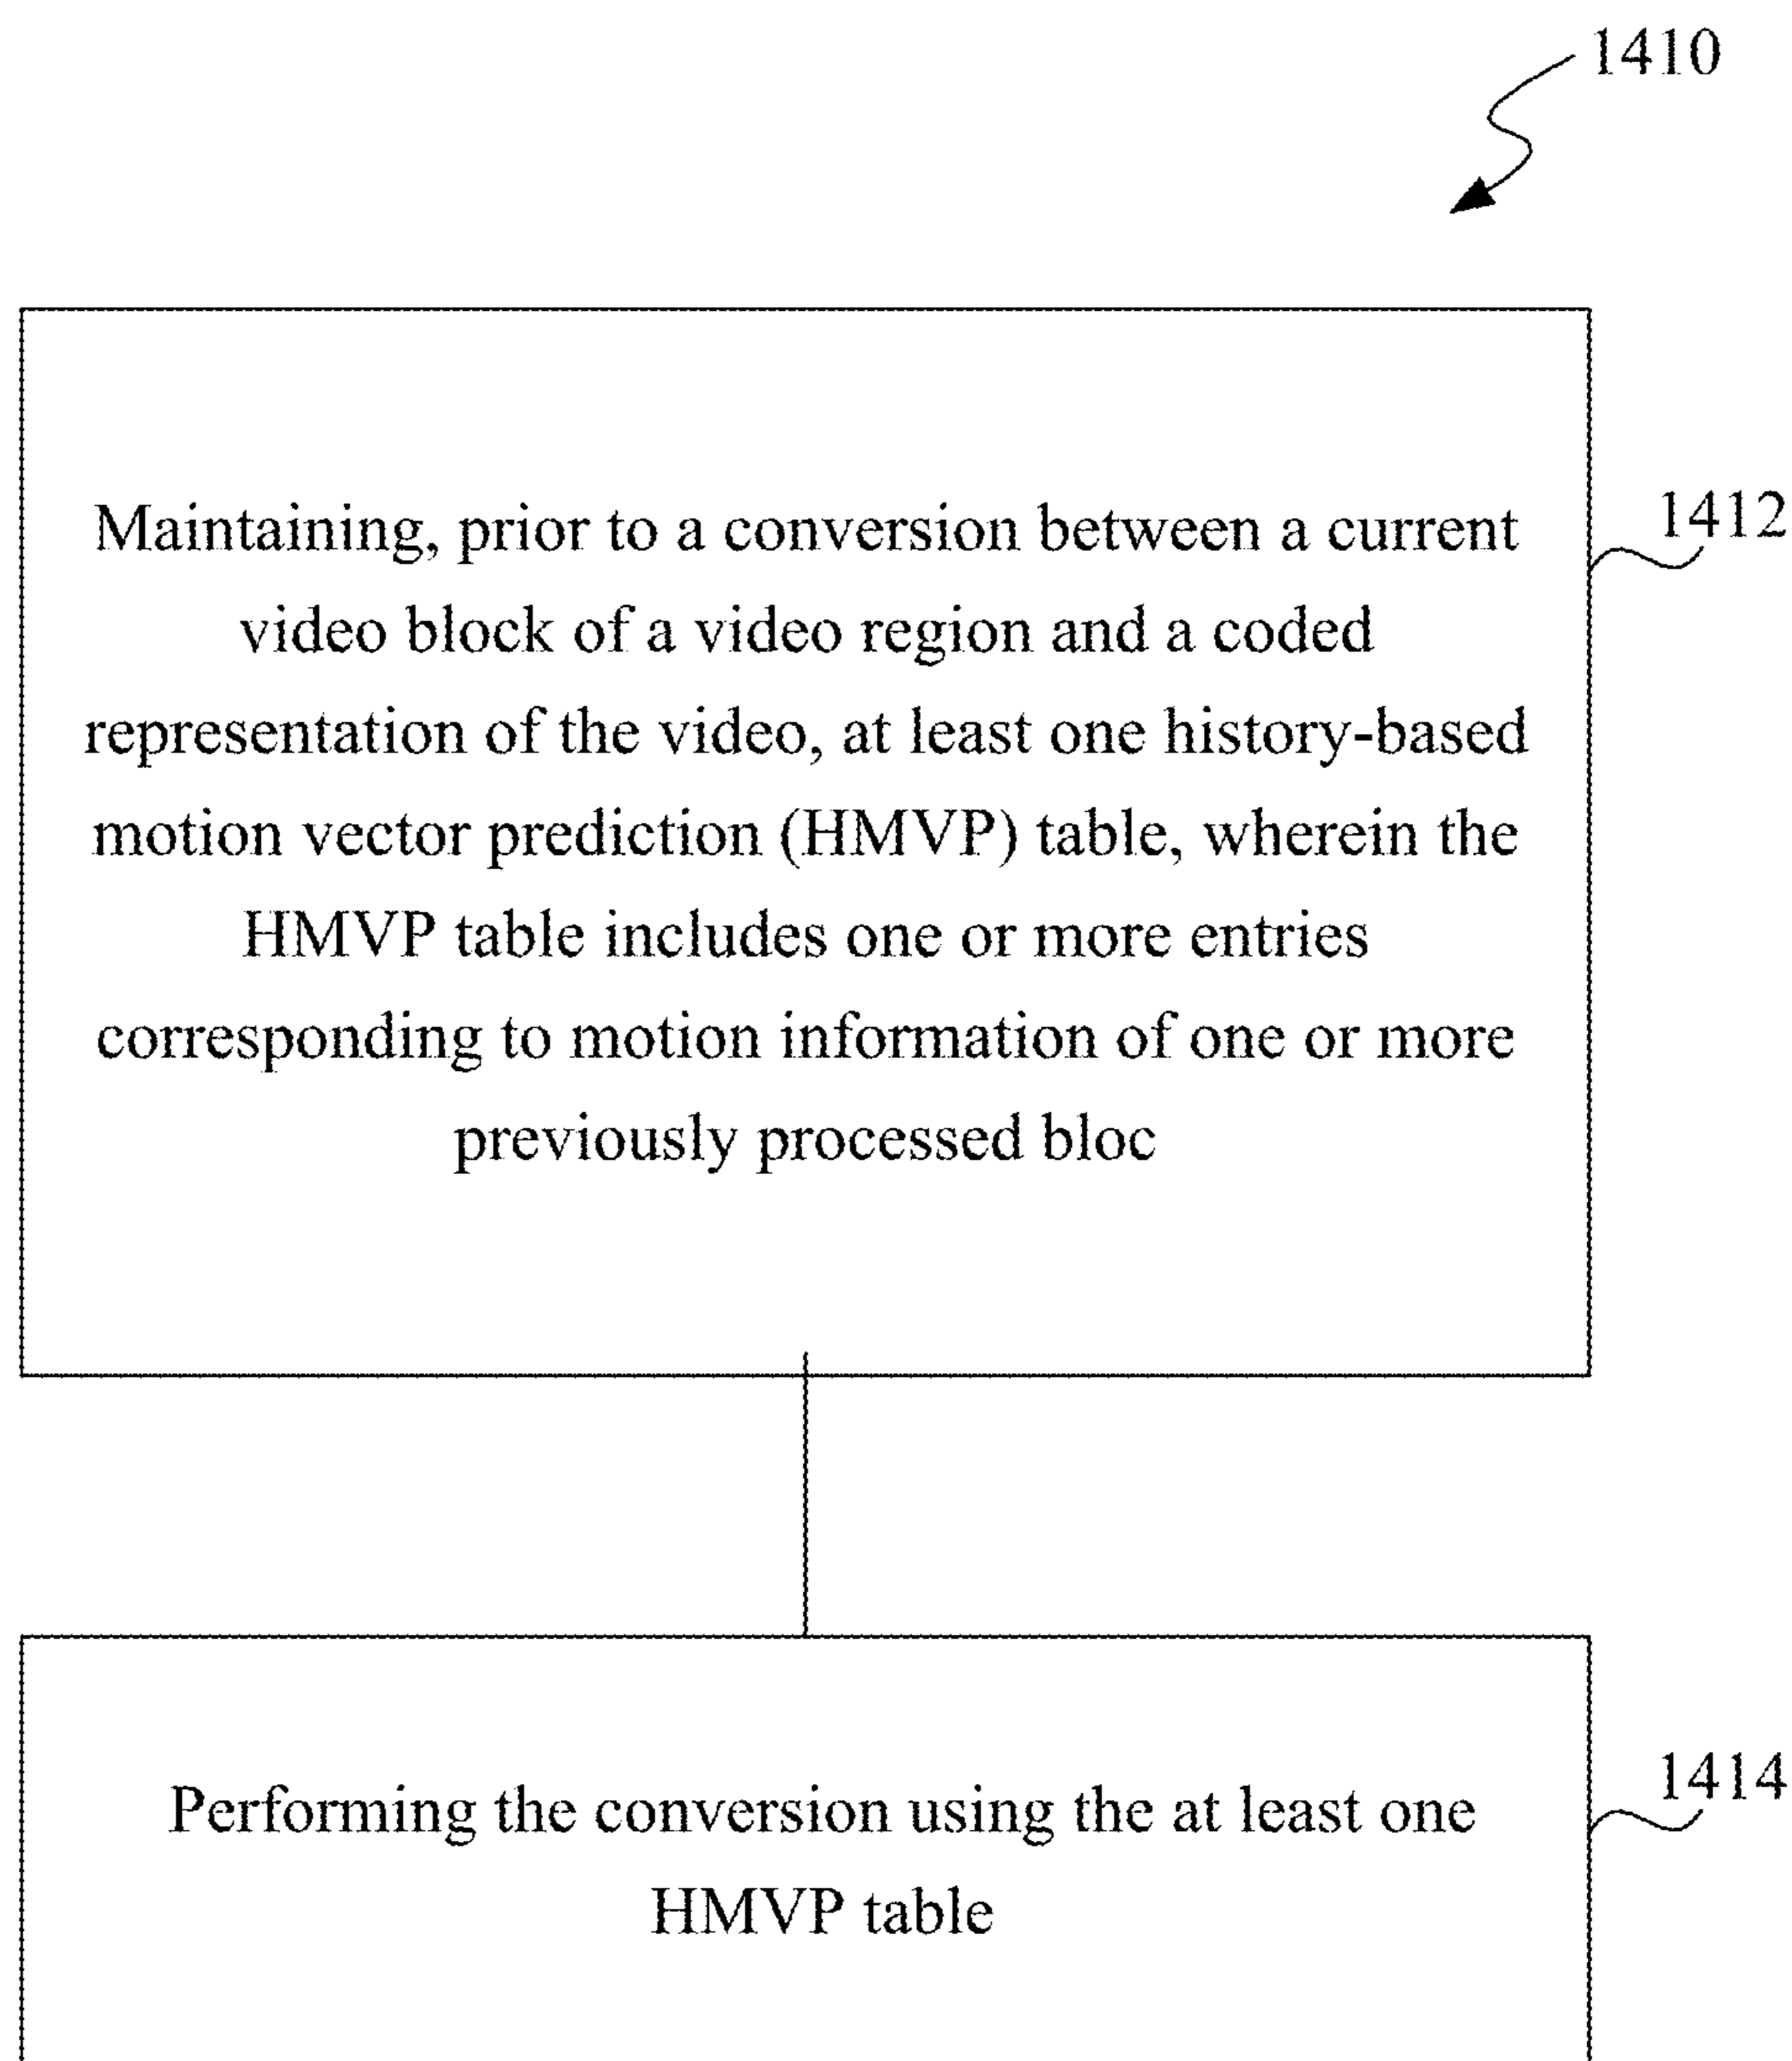 1410
Maintaining, prior to a conversion between a current
video block of a video region and a coded
representation of the video, at least one history-based
motion vector prediction (HMVP) table, wherein the
HMVP table includes one or more entries
corresponding to motion information of one or more
previously processed bloc
1412
Performing the conversion using the at least one
HMVP table
1414